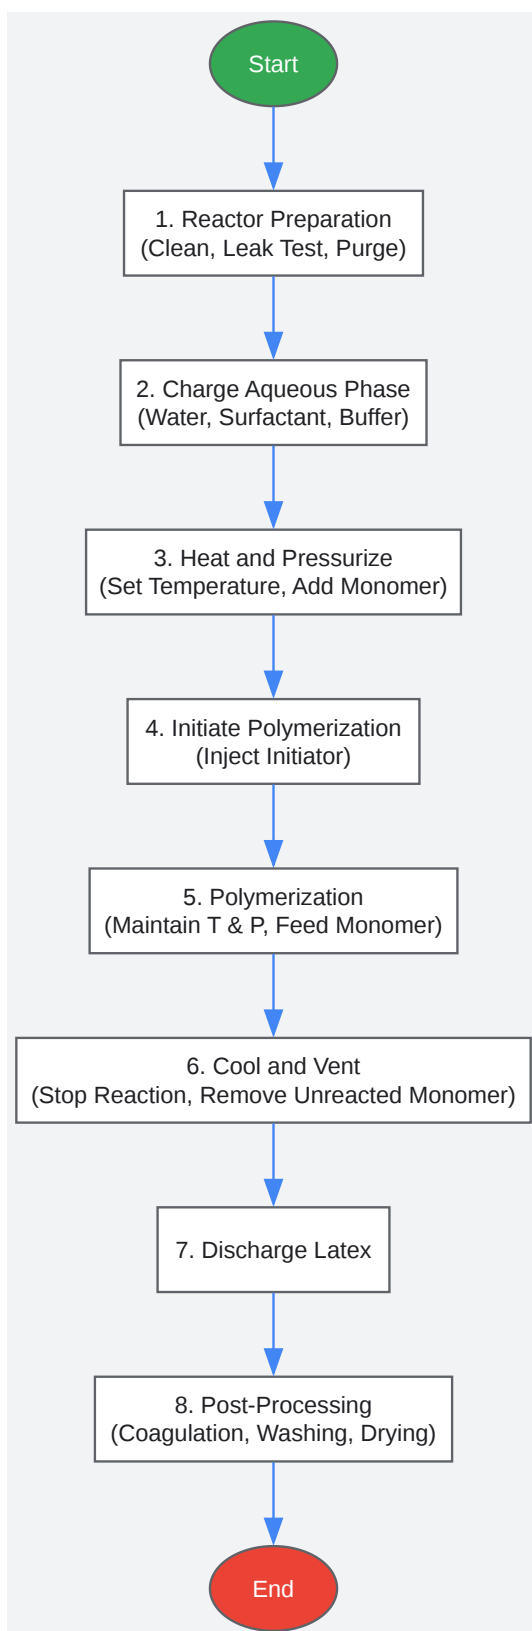 Start
1. Reactor Preparation
(Clean, Leak Test, Purge)
2. Charge Aqueous Phase
(Water, Surfactant, Buffer)
3. Heat and Pressurize
(Set Temperature, Add Monomer)
4. Initiate Polymerization
(Inject Initiator)
5. Polymerization
(Maintain T & P, Feed Monomer)
6. Cool and Vent
(Stop Reaction, Remove Unreacted Monomer)
7. Discharge Latex
8. Post-Processing
(Coagulation, Washing, Drying)
End